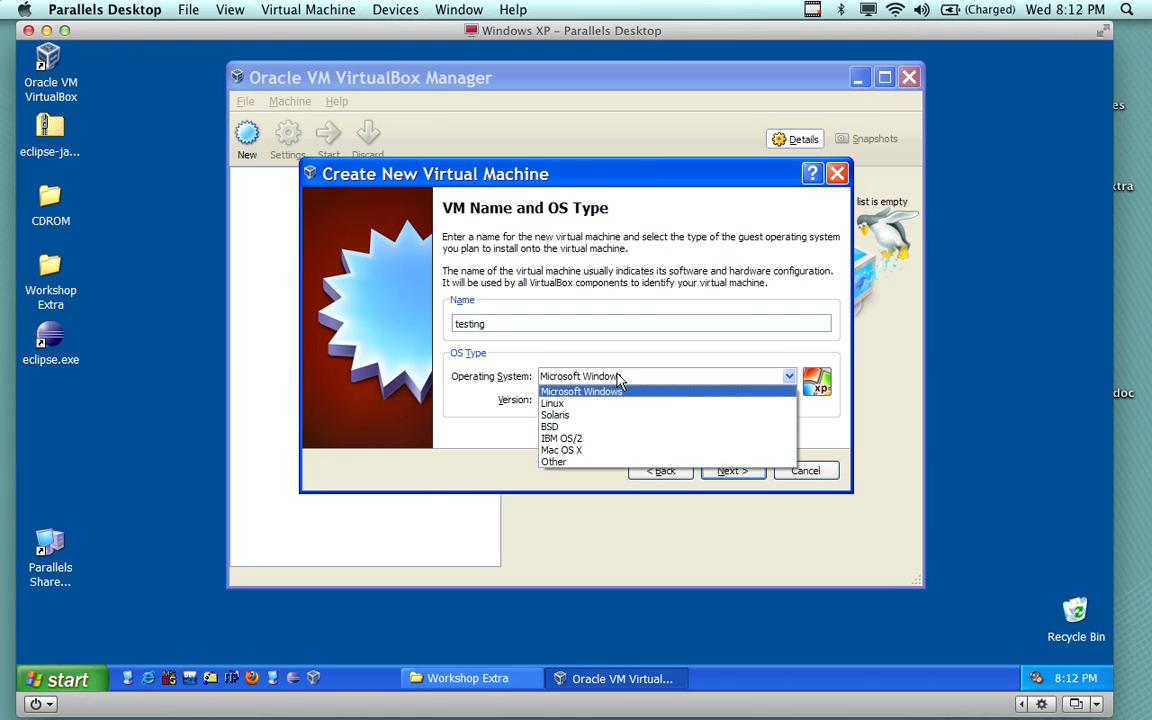 Parallels Desktop File View Virtual Machine Devices Window Help (Charged) Wed 8:12 PM
Windows XP – Parallels Desktop
Oracle VM VirtualBox
eclipse-ja...
CDROM
Workshop Extra
eclipse.exe
Parallels Share...
Oracle VM VirtualBox Manager
File Machine Help
New Settings Start Discard
Details Snapshots
list is empty
Create New Virtual Machine
VM Name and OS Type
Enter a name for the new virtual machine and select the type of the guest operating system
you plan to install onto the virtual machine.
The name of the virtual machine usually indicates its software and hardware configuration.
It will be used by all VirtualBox components to identify your virtual machine.
Name
testing
OS Type
Operating System: Microsoft Window
Version:
Microsoft Windows
Linux
Solaris
BSD
IBM OS/2
Mac OS X
Other
< Back Next > Cancel
xp
es
xtra
doc
Recycle Bin
start
Workshop Extra
Oracle VM Virtual...
8:12 PM